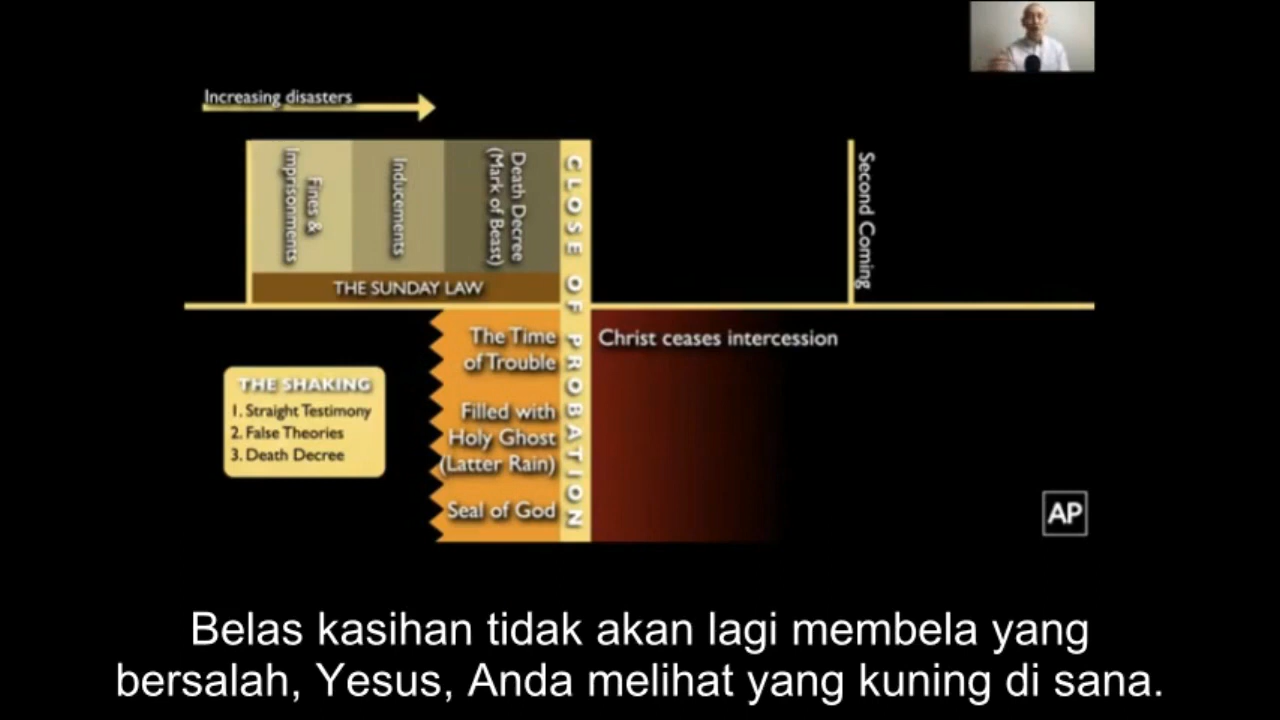 Increasing disasters
Fines &
Imprisonments
Inducements
Death Decree
(Mark of Beast)
CLOSE OF PROBATION
Second Coming
THE SUNDAY LAW
The Time
of Trouble
Christ ceases intercession
THE SHAKING
1. Straight Testimony
2. False Theories
3. Death Decree
Filled with
Holy Ghost
(Latter Rain)
Seal of God
AP
Belas kasihan tidak akan lagi membela yang
bersalah, Yesus, Anda melihat yang kuning di sana.